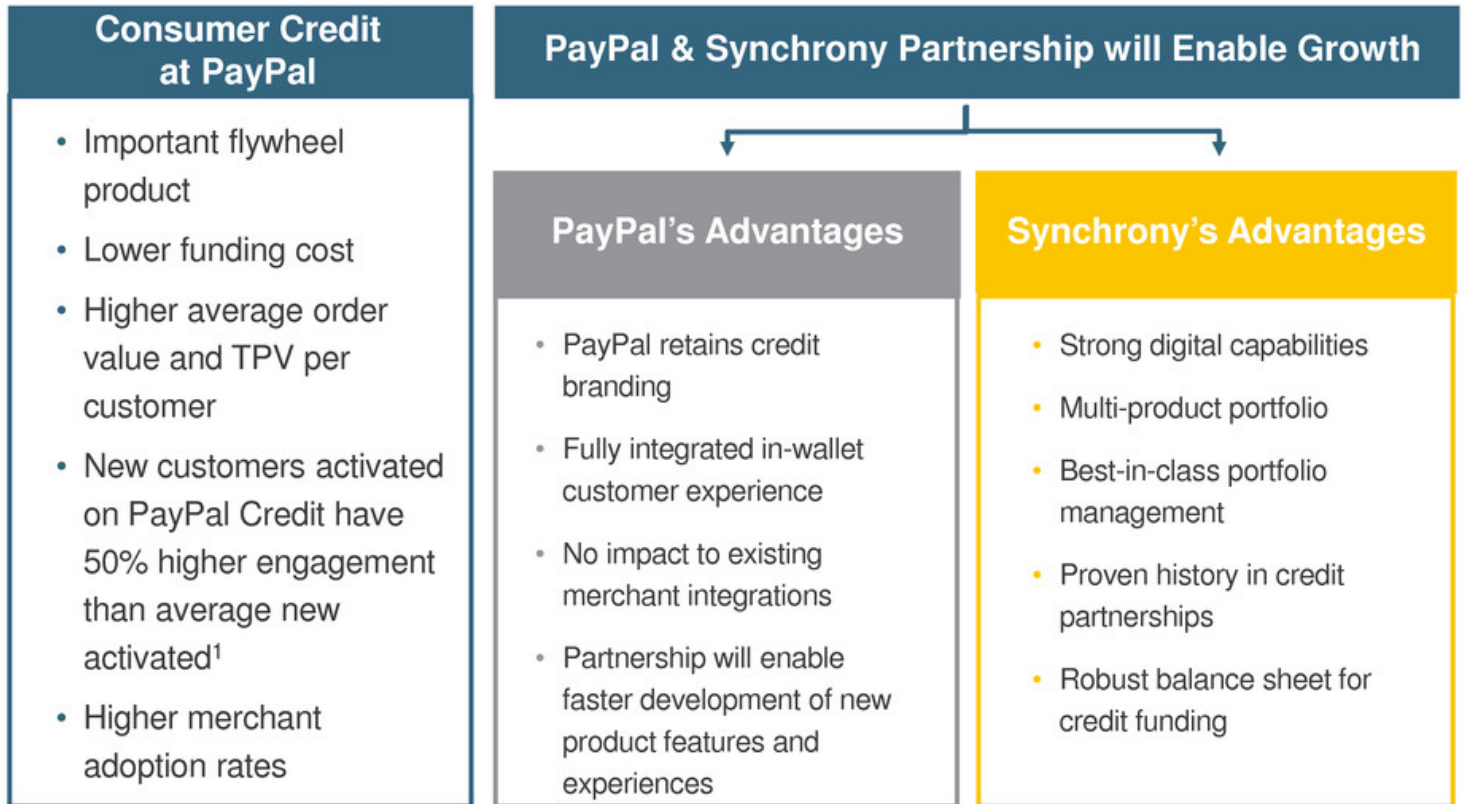 Consumer Credit
at PayPal
• Important flywheel
product
• Lower funding cost
• Higher average order
value and TPV per
customer
• New customers activated
on PayPal Credit have
50% higher engagement
than average new
activated¹
• Higher merchant
adoption rates
PayPal & Synchrony Partnership will Enable Growth
PayPal’s Advantages
• PayPal retains credit
branding
• Fully integrated in-wallet
customer experience
• No impact to existing
merchant integrations
• Partnership will enable
faster development of new
product features and
experiences
Synchrony’s Advantages
• Strong digital capabilities
• Multi-product portfolio
• Best-in-class portfolio
management
• Proven history in credit
partnerships
• Robust balance sheet for
credit funding